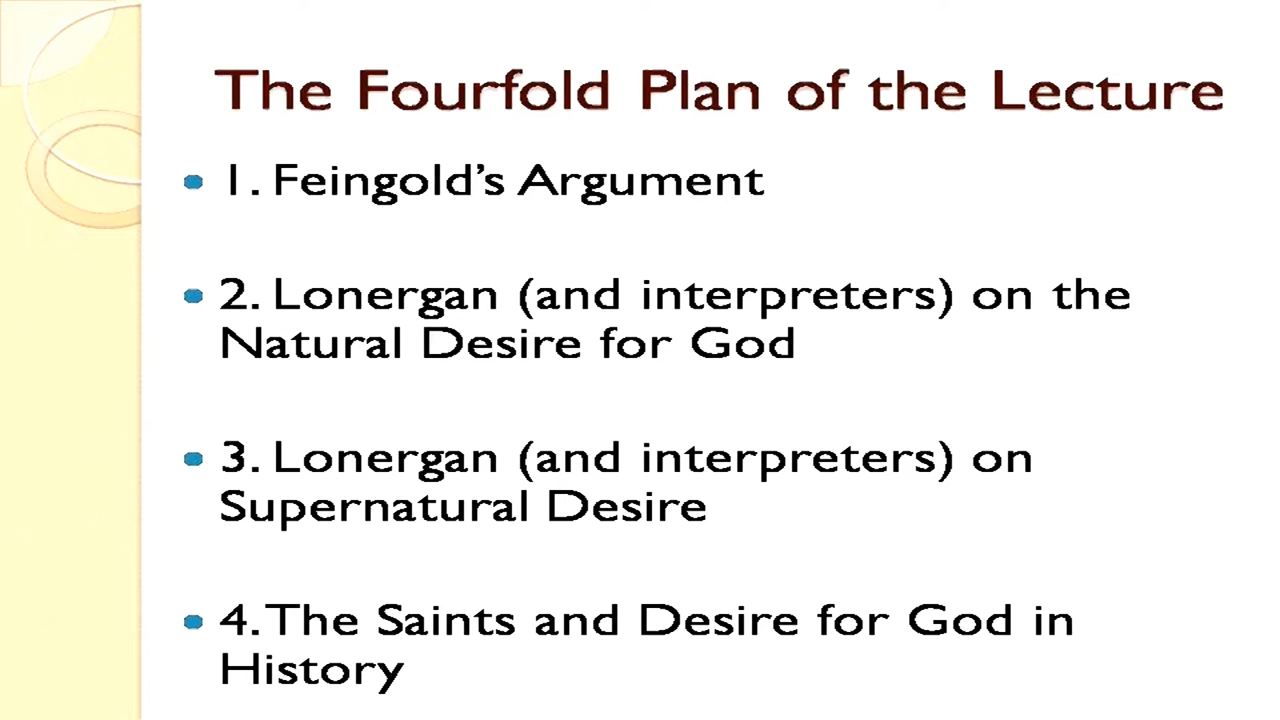 The Fourfold Plan of the Lecture
1. Feingold’s Argument
2. Lonergan (and interpreters) on the
Natural Desire for God
3. Lonergan (and interpreters) on
Supernatural Desire
4. The Saints and Desire for God in
History